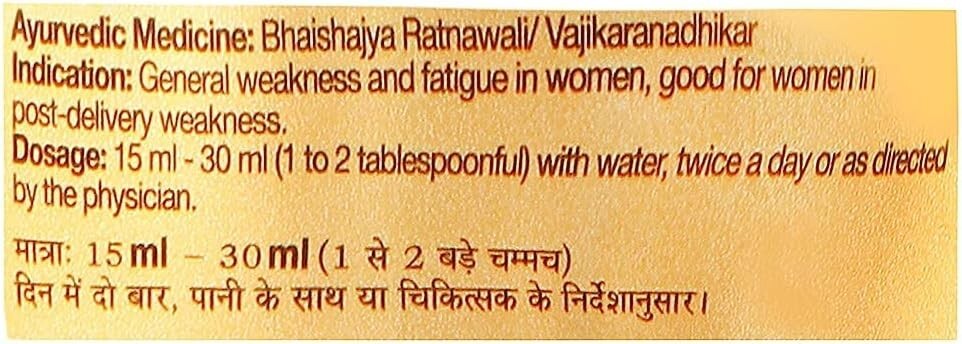 Ayurvedic Medicine: Bhaishajya Ratnawali/ Vajikaranadhikar
Indication: General weakness and fatigue in women, good for women in
post-delivery weakness.
Dosage: 15 ml - 30 ml (1 to 2 tablespoonful) with water, twice a day or as directed
by the physician.
मात्रा: 15 ml – 30 ml (1 से 2 बड़े चम्मच)
दिन में दो बार, पानी के साथ या चिकित्सक के निर्देशानुसार।